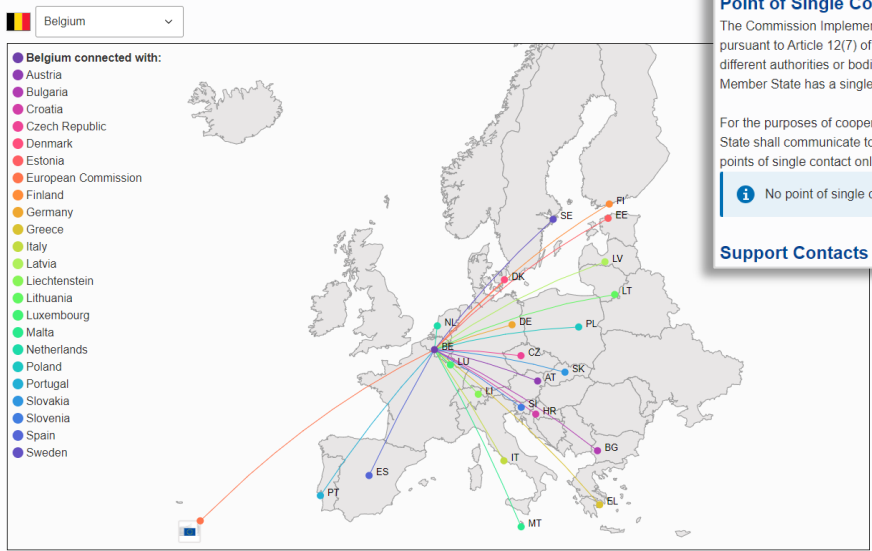 Belgium
Belgium connected with:
Austria
Bulgaria
Croatia
Czech Republic
Denmark
Estonia
European Commission
Finland
Germany
Greece
Italy
Latvia
Liechtenstein
Lithuania
Luxembourg
Malta
Netherlands
Poland
Portugal
Slovakia
Slovenia
Spain
Sweden
FI
SE
EE
LV
DK
LT
NL
DE
PL
BE
CZ
LU
SK
AT
LI
SI
HR
BG
IT
ES
PT
EL
MT
Point of Single Co
The Commission Implemen
pursuant to Article 12(7) of
different authorities or bodi
Member State has a single
For the purposes of cooper
State shall communicate to
points of single contact onl
No point of single c
Support Contacts